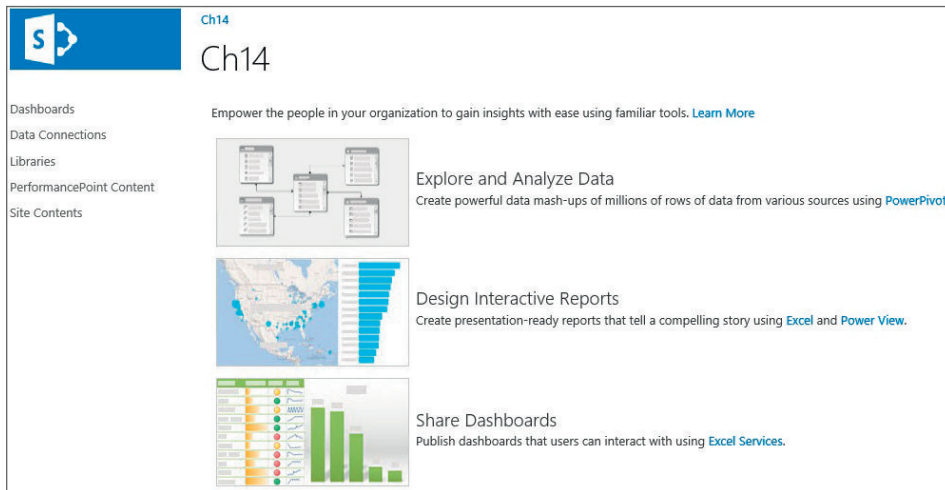 Ch14
Ch14
Dashboards
Data Connections
Libraries
PerformancePoint Content
Site Contents
Empower the people in your organization to gain insights with ease using familiar tools. Learn More
Explore and Analyze Data
Create powerful data mash-ups of millions of rows of data from various sources using PowerPivot
Design Interactive Reports
Create presentation-ready reports that tell a compelling story using Excel and Power View.
Share Dashboards
Publish dashboards that users can interact with using Excel Services.